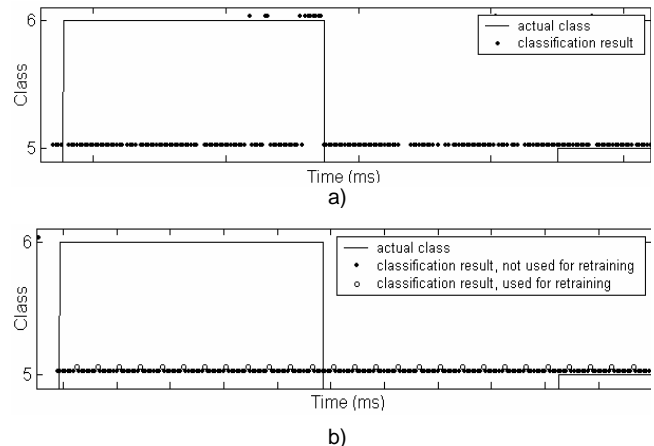 6
actual class
classification result
Class
5
Time (ms)
a)
6
actual class
classification result, not used for retraining
classification result, used for retraining
Class
5
Time (ms)
b)